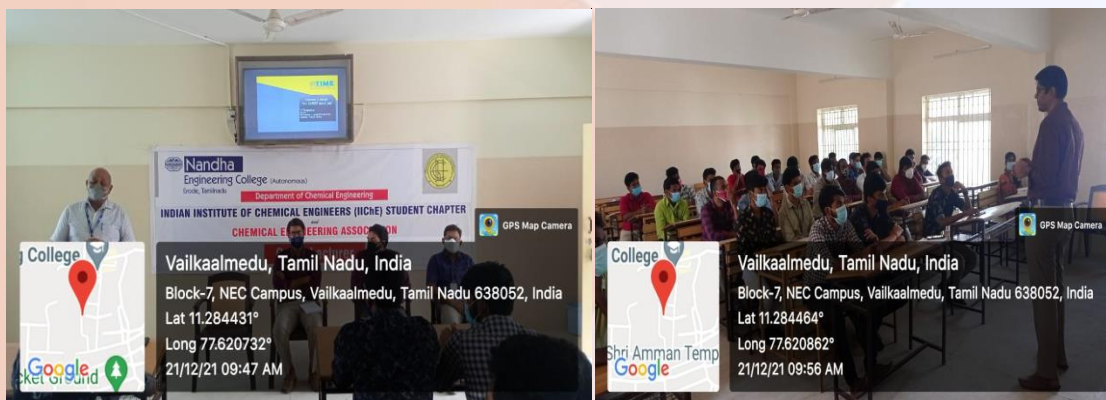 TIME
Nandha
Engineering College (Autonomous)
Erode, Tamilnadu
Department of Chemical Engineering
INDIAN INSTITUTE OF CHEMICAL ENGINEERS (IIChE) STUDENT CHAPTER
and
CHEMICAL ENGINEERING ASSOCIATION
GPS Map Camera
College
Google
Vailkaalmedu, Tamil Nadu, India
Block-7, NEC Campus, Vailkaalmedu, Tamil Nadu 638052, India
Lat 11.284431°
Long 77.620732°
21/12/21 09:47 AM
GPS Map Camera
College
Shri Amman Temp
Google
Vailkaalmedu, Tamil Nadu, India
Block-7, NEC Campus, Vailkaalmedu, Tamil Nadu 638052, India
Lat 11.284464°
Long 77.620862°
21/12/21 09:56 AM